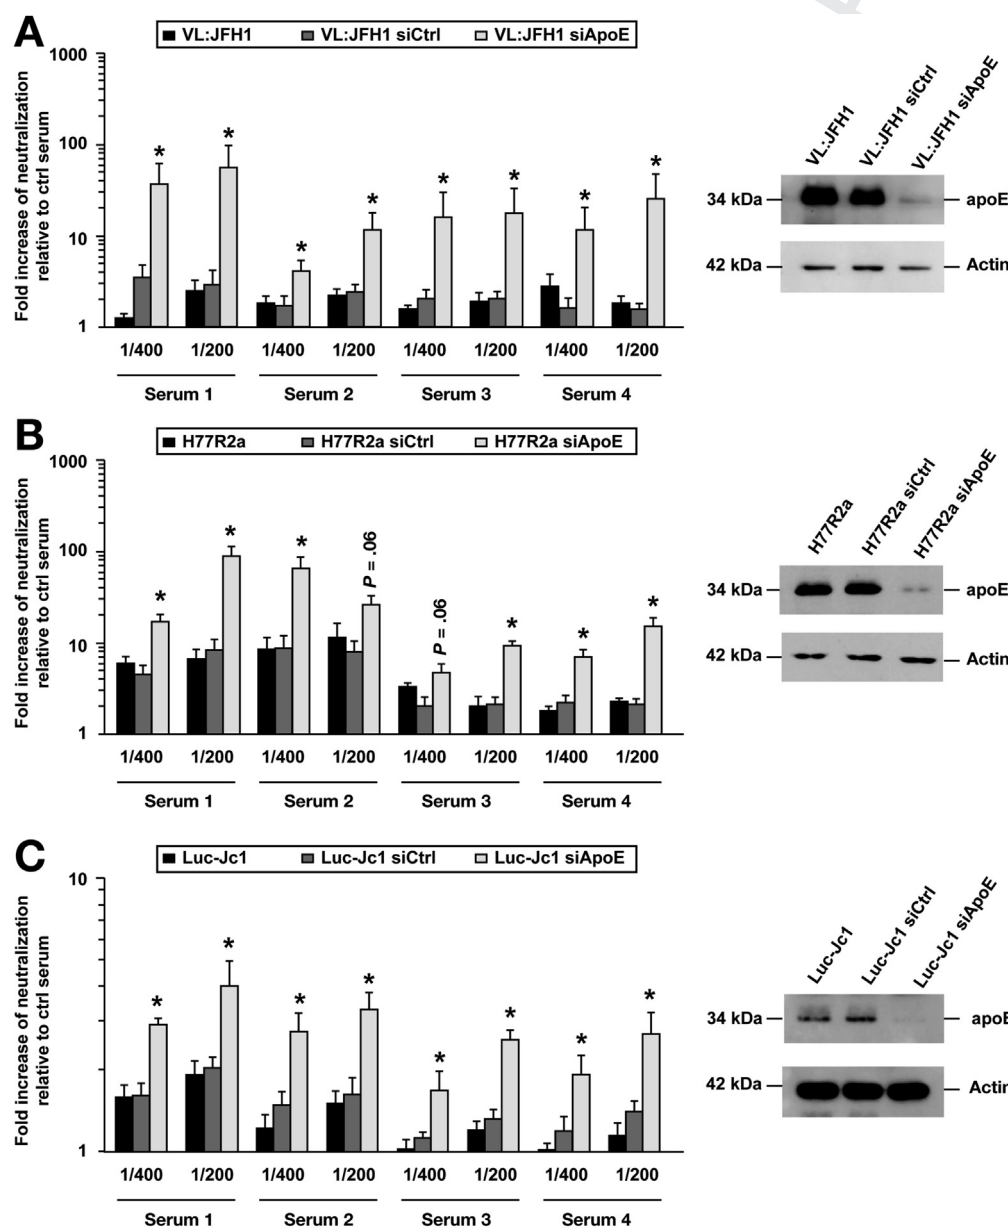 A
VL:JFH1 VL:JFH1 siCtrl VL:JFH1 siApoE
Fold increase of neutralization
relative to ctrl serum
1000
100
10
1
* * * * * * * *
1/400 1/200 1/400 1/200 1/400 1/200 1/400 1/200
Serum 1 Serum 2 Serum 3 Serum 4
VL:JFH1 VL:JFH1 siCtrl VL:JFH1 siApoE
34 kDa apoE
42 kDa Actin
B
H77R2a H77R2a siCtrl H77R2a siApoE
Fold increase of neutralization
relative to ctrl serum
1000
100
10
1
* * * P = .06 P = .06 * * *
1/400 1/200 1/400 1/200 1/400 1/200 1/400 1/200
Serum 1 Serum 2 Serum 3 Serum 4
H77R2a H77R2a siCtrl H77R2a siApoE
34 kDa apoE
42 kDa Actin
C
Luc-Jc1 Luc-Jc1 siCtrl Luc-Jc1 siApoE
Fold increase of neutralization
relative to ctrl serum
10
1
* * * * * * * *
1/400 1/200 1/400 1/200 1/400 1/200 1/400 1/200
Serum 1 Serum 2 Serum 3 Serum 4
Luc-Jc1 Luc-Jc1 siCtrl Luc-Jc1 siApoE
34 kDa apoE
42 kDa Actin